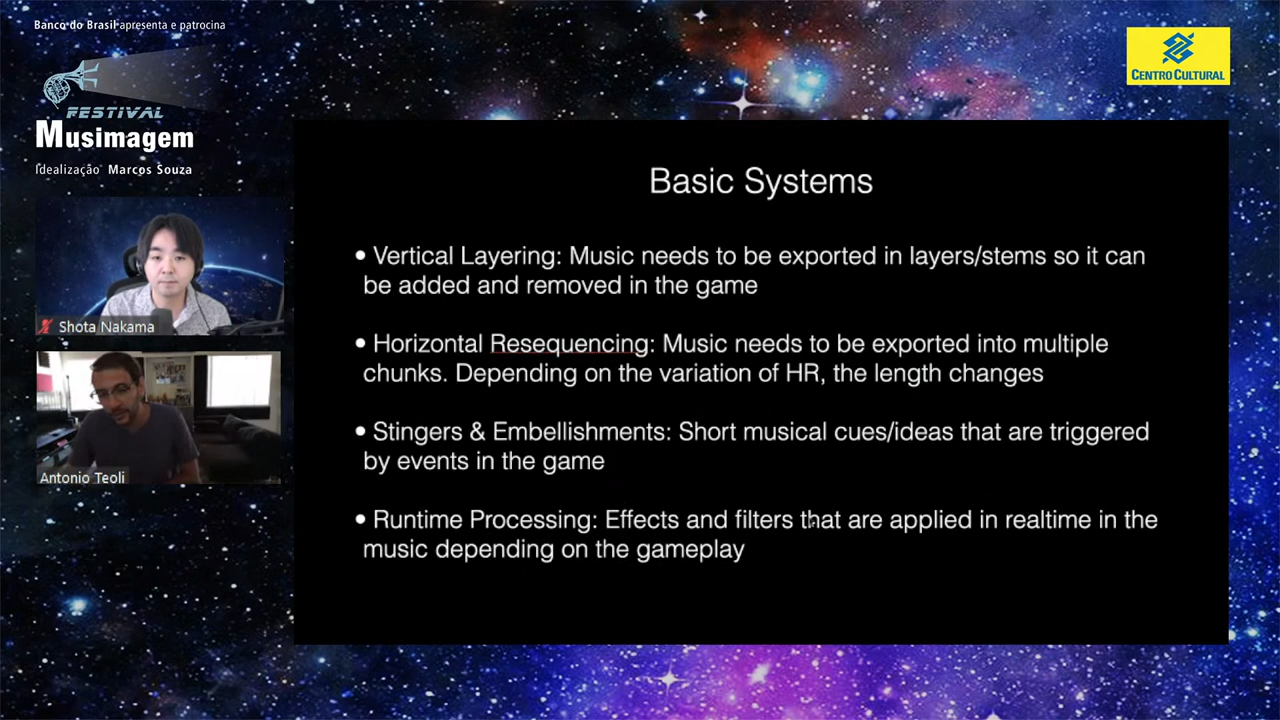 Banco do Brasil apresenta e patrocina
CENTRO CULTURAL
FESTIVAL
Musimagem
Idealização Marcos Souza
Shota Nakama
Antonio Teoli
Basic Systems
• Vertical Layering: Music needs to be exported in layers/stems so it can
be added and removed in the game
• Horizontal Resequencing: Music needs to be exported into multiple
chunks. Depending on the variation of HR, the length changes
• Stingers & Embellishments: Short musical cues/ideas that are triggered
by events in the game
• Runtime Processing: Effects and filters that are applied in realtime in the
music depending on the gameplay